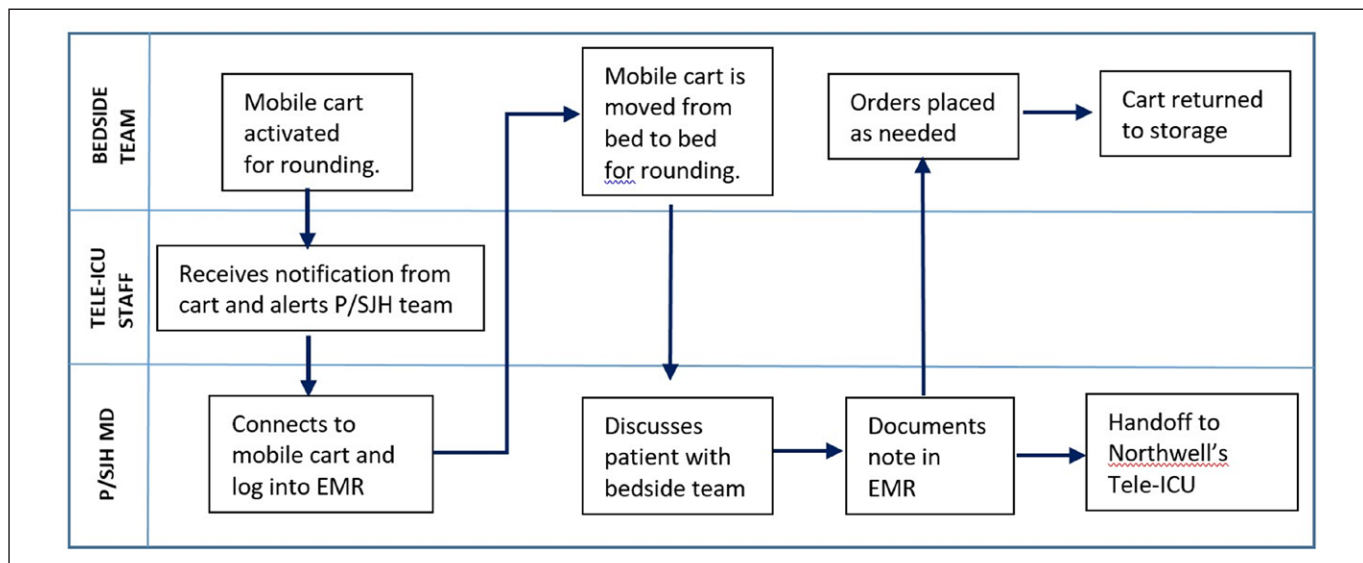 BEDSIDE
TEAM
Mobile cart
activated
for rounding.
Mobile cart is
moved from
bed to bed
for rounding.
Orders placed
as needed
Cart returned
to storage
TELE-ICU
STAFF
Receives notification from
cart and alerts P/SJH team
P/SJH MD
Connects to
mobile cart and
log into EMR
Discusses
patient with
bedside team
Documents
note in
EMR
Handoff to
Northwell's
Tele-ICU